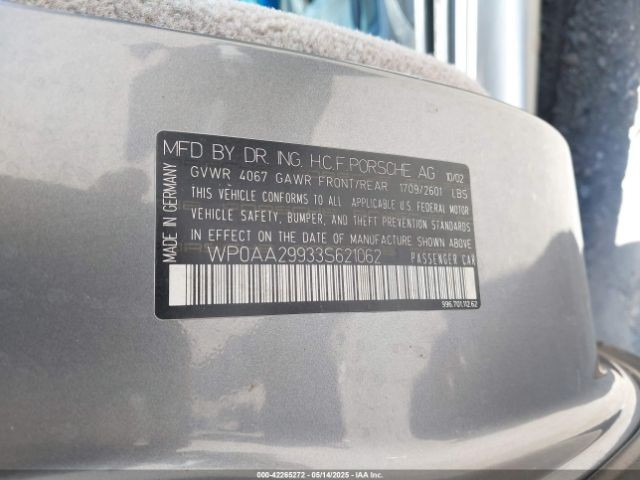 MFD BY DR. ING. H.C.F. PORSCHE AG 10/02
GVWR 4067 GAWR FRONT/REAR 1709/2601 LBS
THIS VEHICLE CONFORMS TO ALL APPLICABLE U.S. FEDERAL MOTOR
VEHICLE SAFETY, BUMPER, AND THEFT PREVENTION STANDARDS
IN EFFECT ON THE DATE OF MANUFACTURE SHOWN ABOVE
WP0AA29933S621062 PASSENGER CAR
996.701.112.62
MADE IN GERMANY
000-42265272 | 05/14/2025 | IAA Inc.